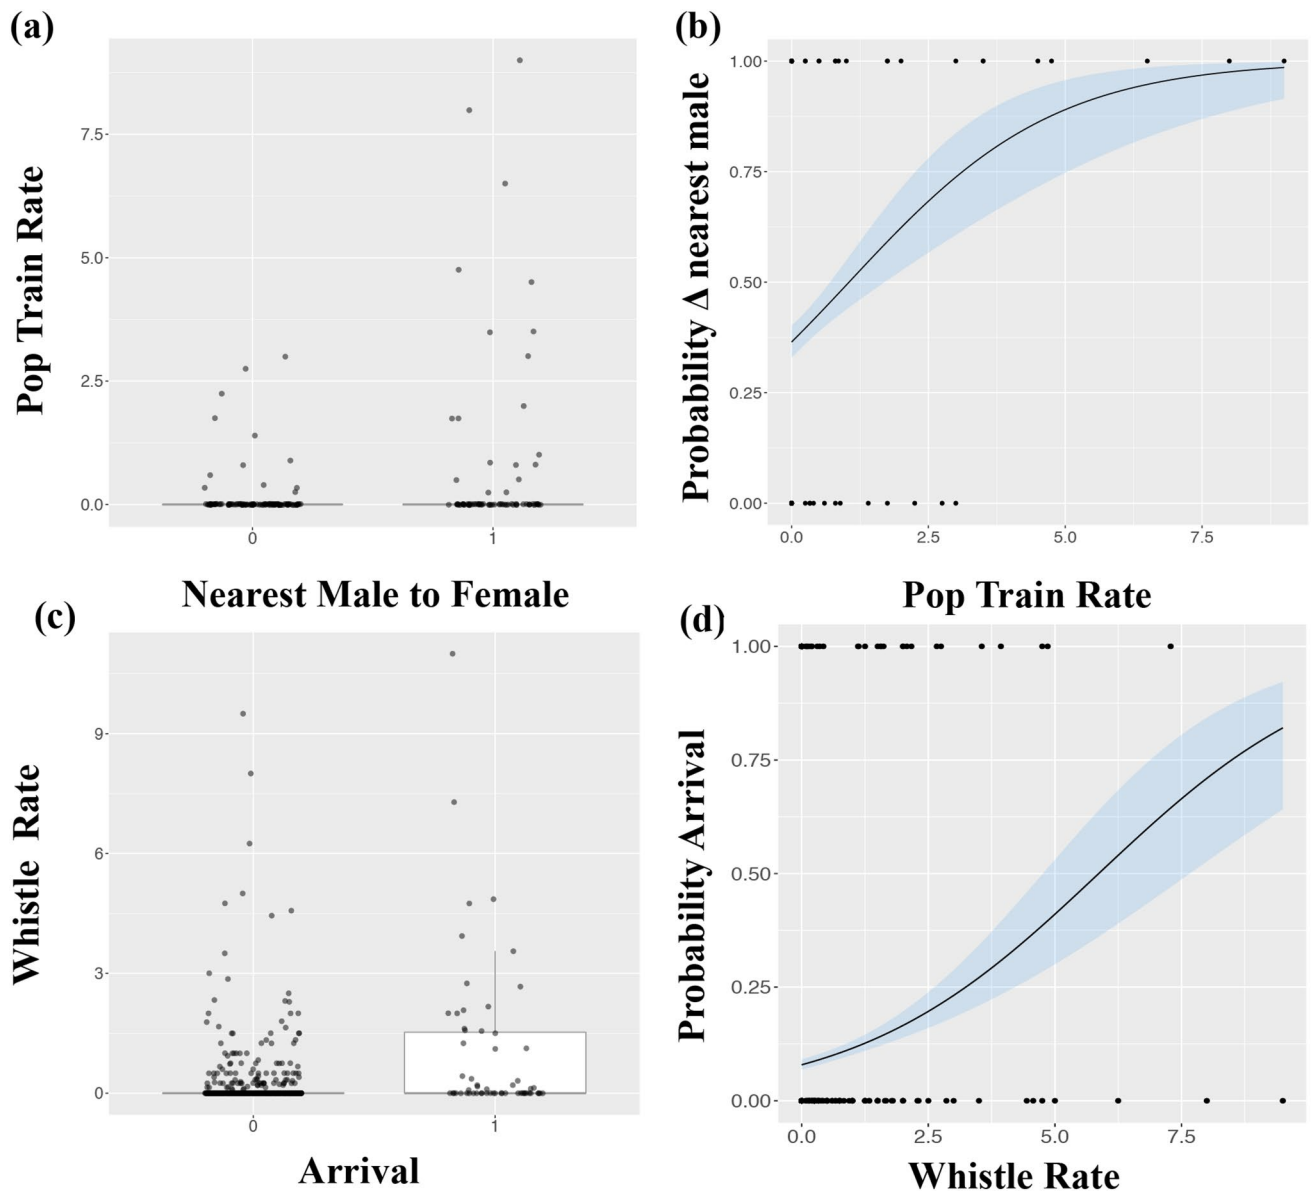 (a)
Pop Train Rate
7.5
5.0
2.5
0.0
0 1
Nearest Male to Female
(b)
Probability Δ nearest male
1.00
0.75
0.50
0.25
0.00
0.0 2.5 5.0 7.5
Pop Train Rate
(c)
Whistle Rate
9
6
3
0
0 1
Arrival
(d)
Probability Arrival
1.00
0.75
0.50
0.25
0.00
0.0 2.5 5.0 7.5
Whistle Rate